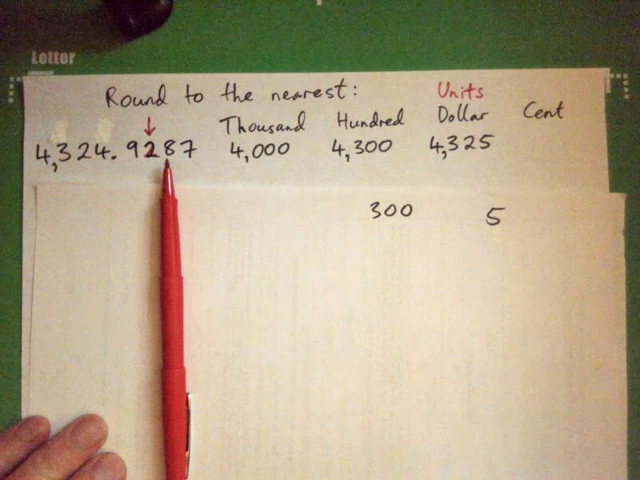 Letter
Round to the nearest: Units
Thousand Hundred Dollar Cent
4,324.9287 4,000 4,300 4,325
300 5